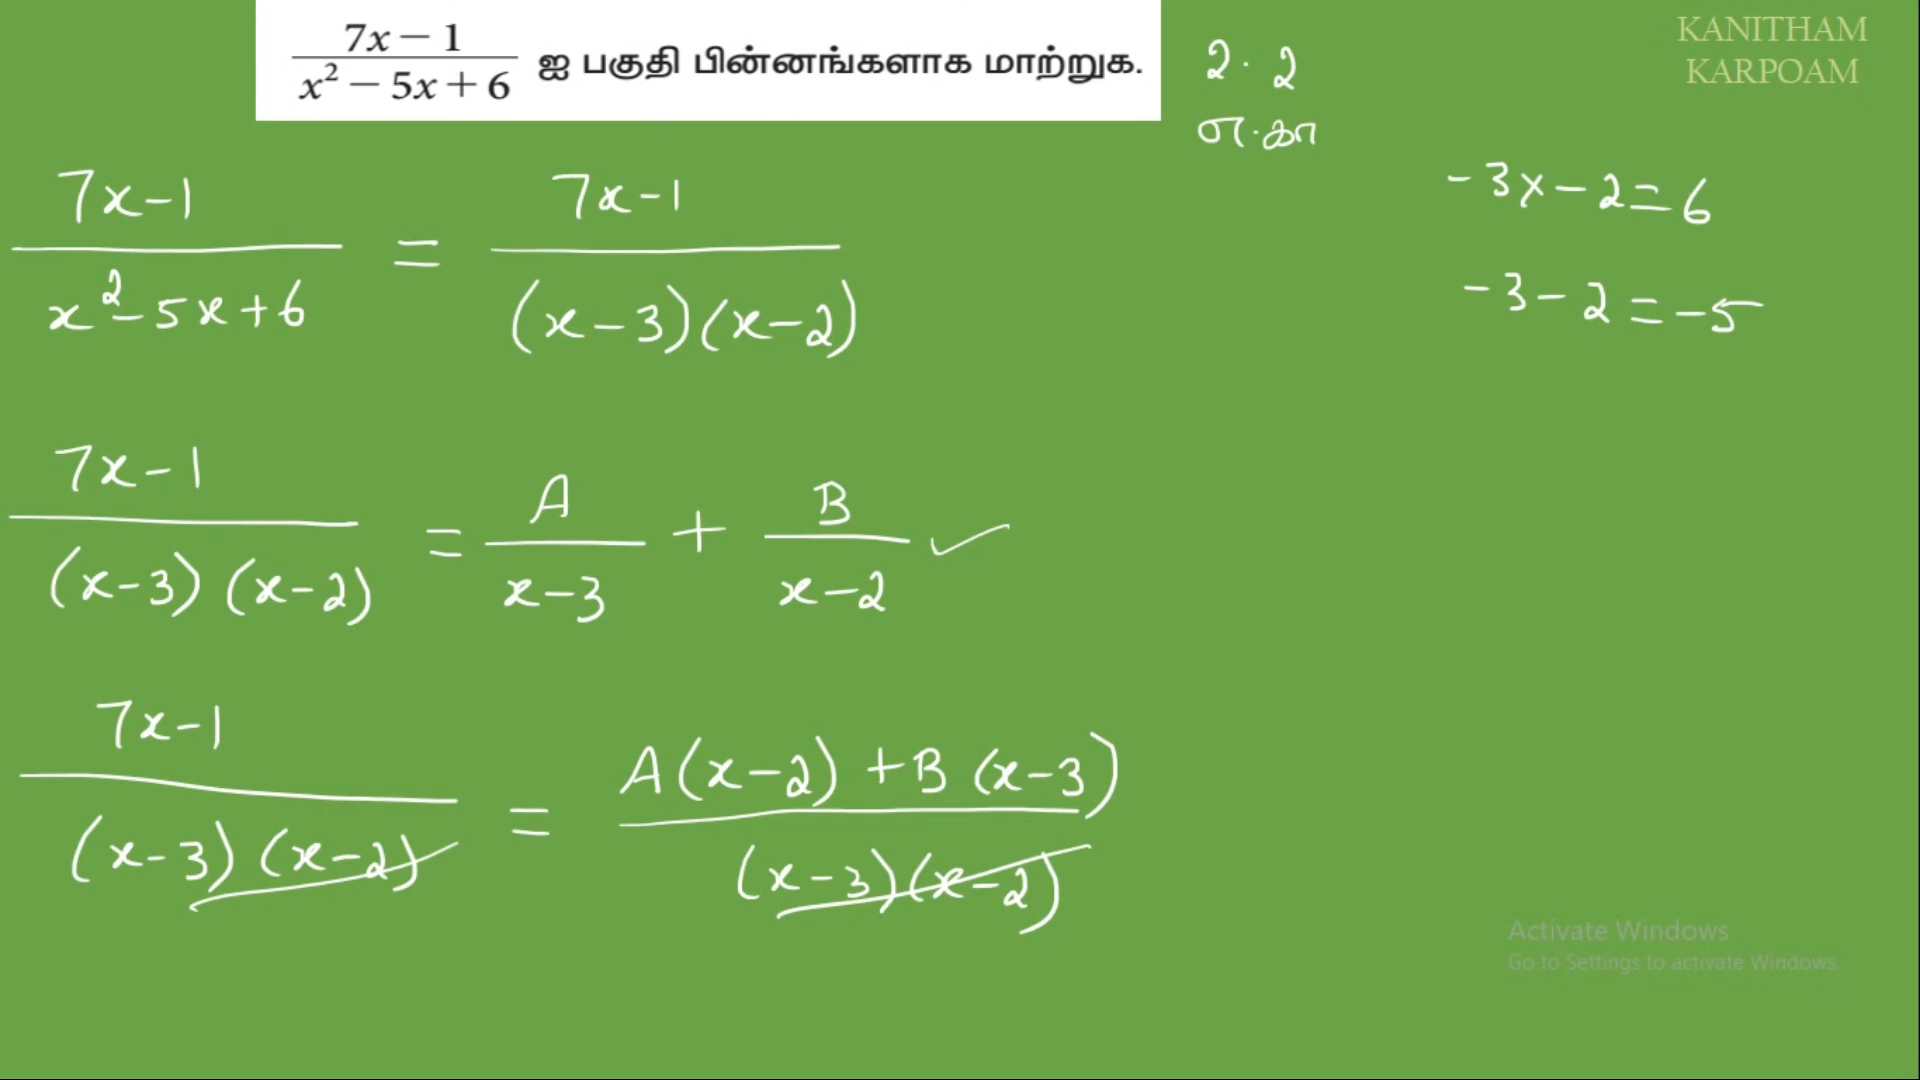 7x − 1 / x² − 5x + 6 ஐ பகுதி பின்னங்களாக மாற்றுக.
2.2
எ.கா
KANITHAM
KARPOAM
-3x-2=6
-3-2=-5
7x-1 / x²-5x+6 = 7x-1 / (x-3)(x-2)
7x-1 / (x-3)(x-2) = A / x-3 + B / x-2 ✓
7x-1 / (x-3)(x-2) = A(x-2)+B(x-3) / (x-3)(x-2)
Activate Windows
Go to Settings to activate Windows.